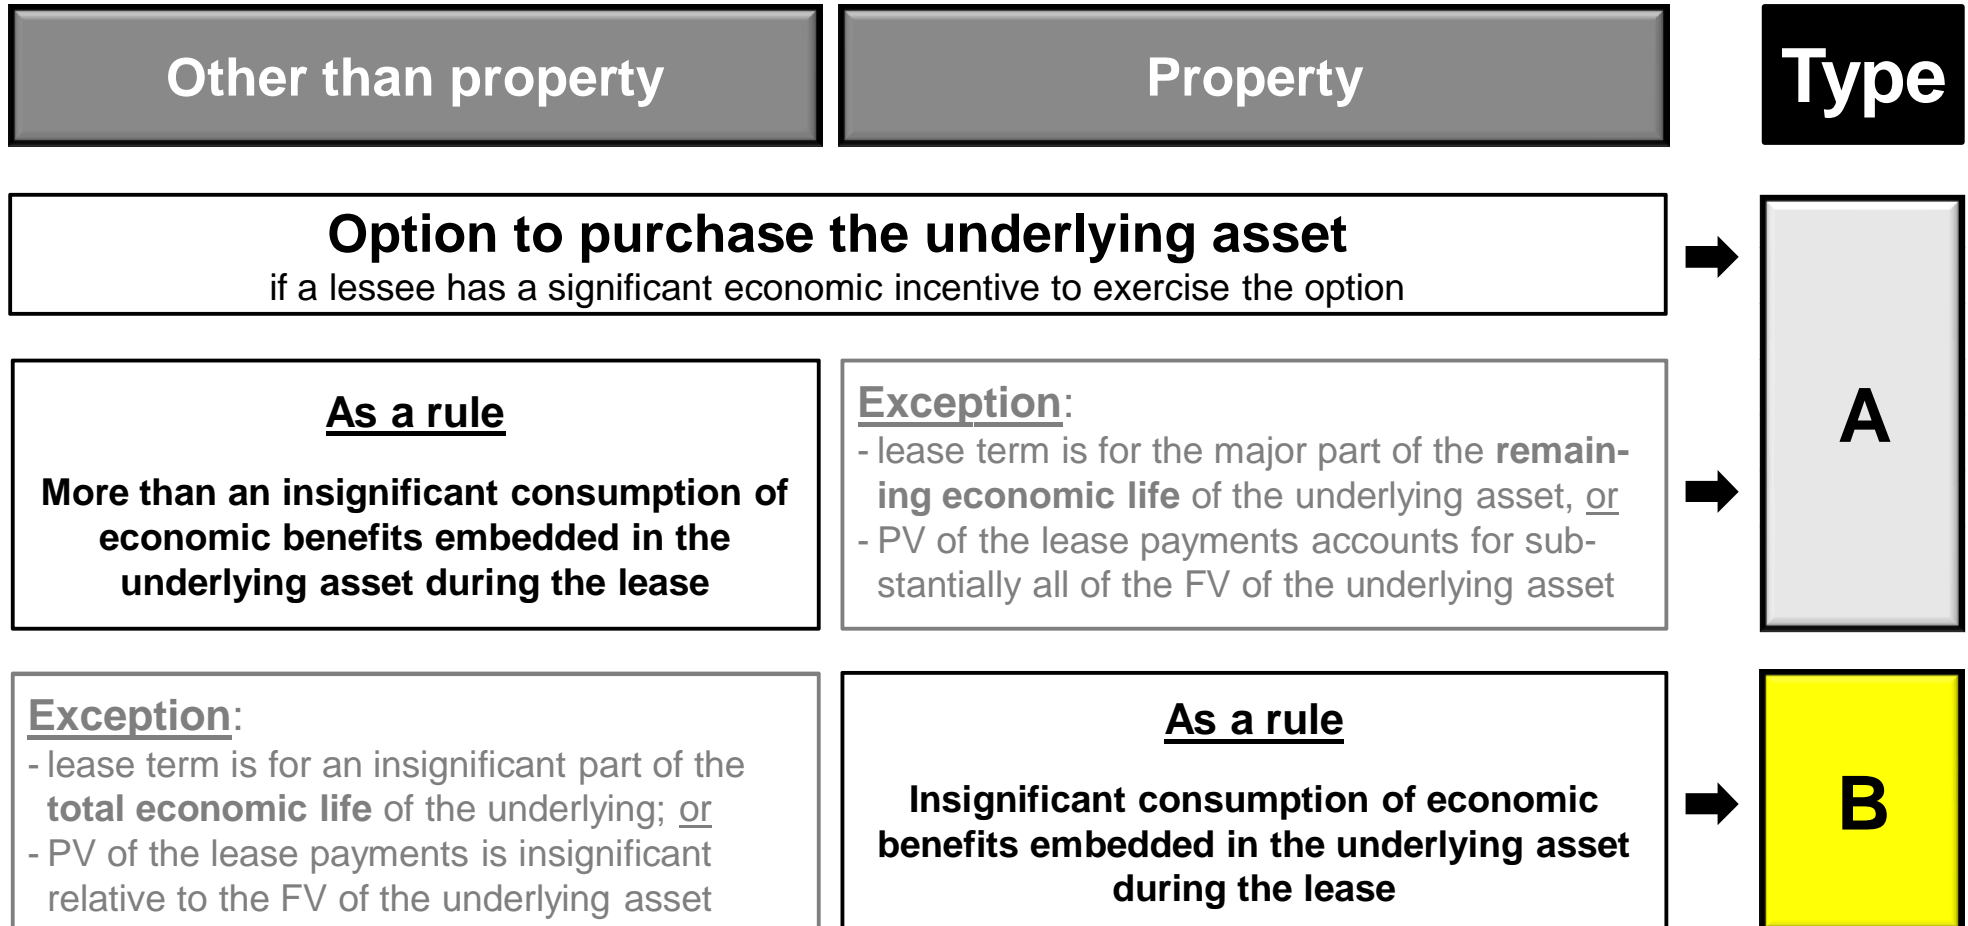 Other than property
Property
Type
Option to purchase the underlying asset
if a lessee has a significant economic incentive to exercise the option
As a rule
More than an insignificant consumption of
economic benefits embedded in the
underlying asset during the lease
Exception:
- lease term is for the major part of the remain-
ing economic life of the underlying asset, or
- PV of the lease payments accounts for sub-
stantially all of the FV of the underlying asset
A
Exception:
- lease term is for an insignificant part of the
total economic life of the underlying; or
- PV of the lease payments is insignificant
relative to the FV of the underlying asset
As a rule
Insignificant consumption of economic
benefits embedded in the underlying asset
during the lease
B